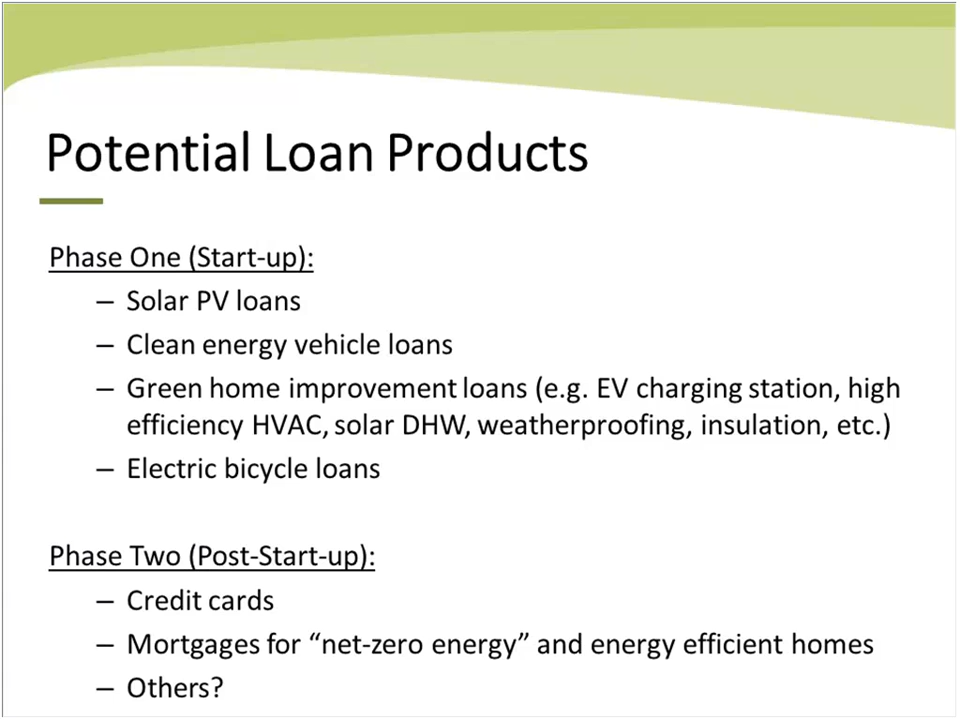 Potential Loan Products
Phase One (Start-up):
– Solar PV loans
– Clean energy vehicle loans
– Green home improvement loans (e.g. EV charging station, high
efficiency HVAC, solar DHW, weatherproofing, insulation, etc.)
– Electric bicycle loans
Phase Two (Post-Start-up):
– Credit cards
– Mortgages for “net-zero energy” and energy efficient homes
– Others?